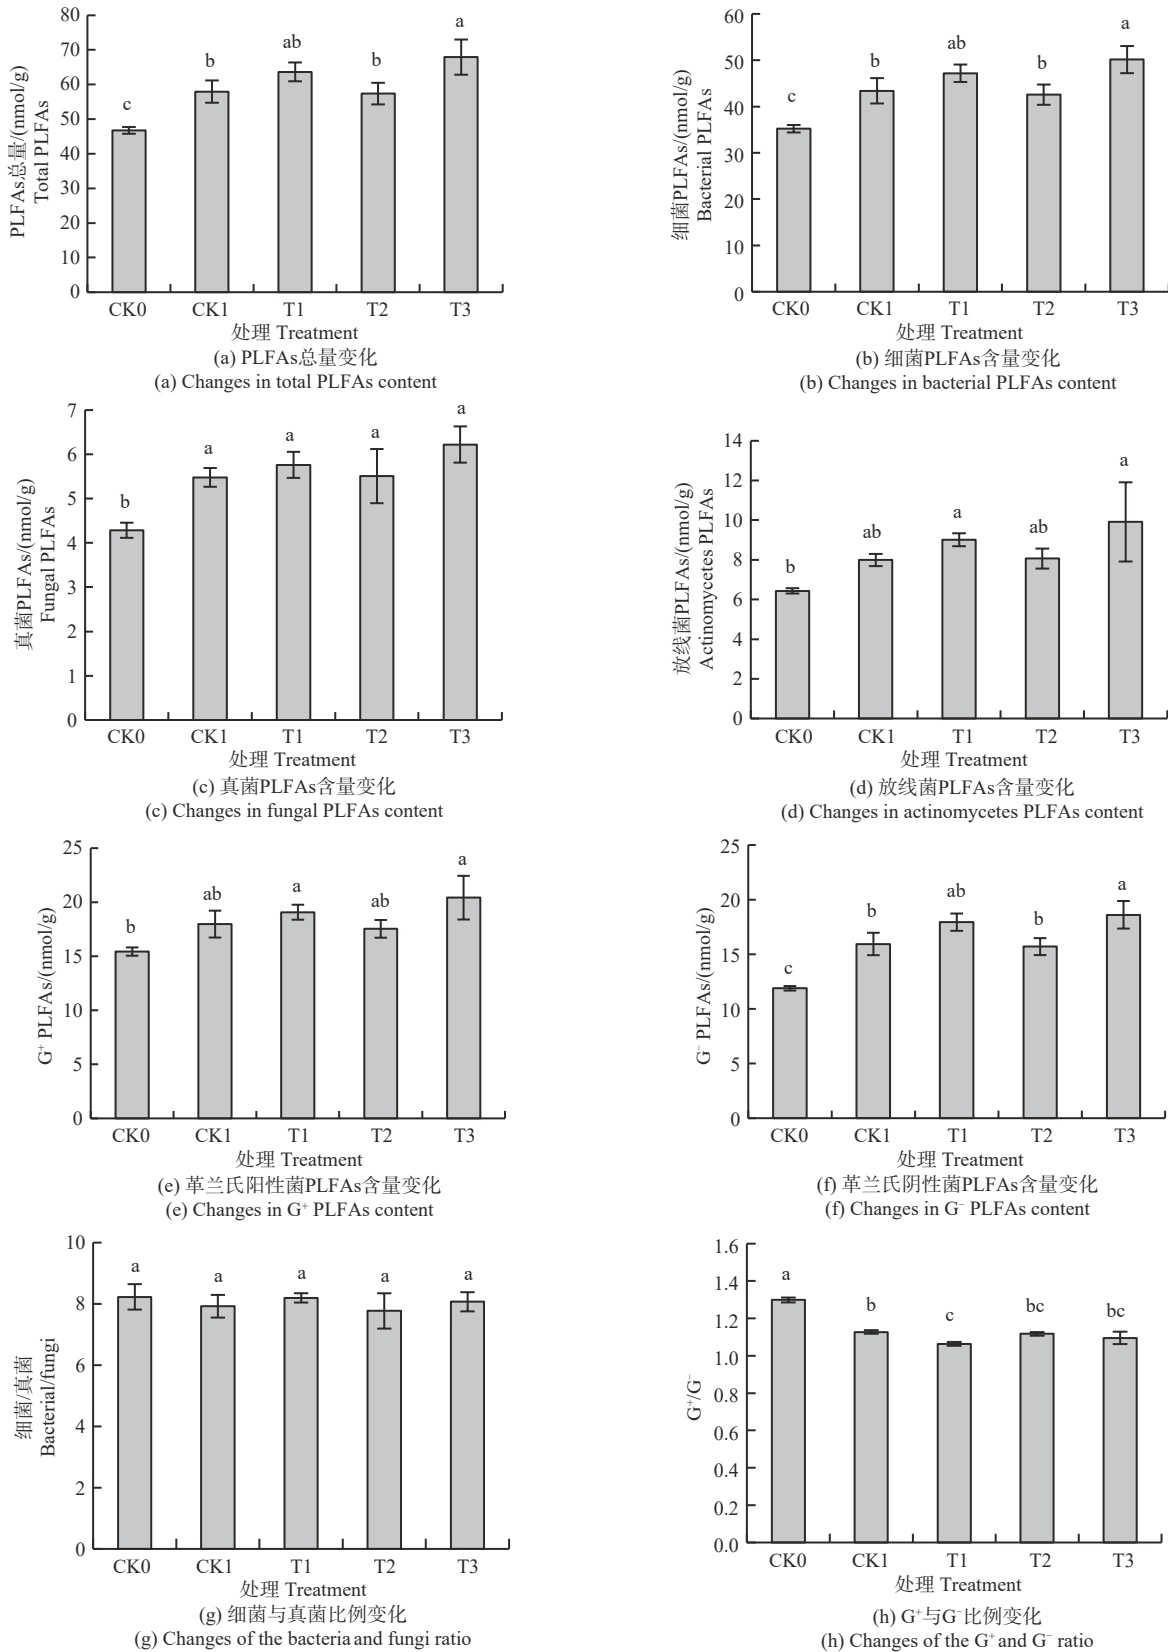 PLFAs总量/(nmol/g)
Total PLFAs
80
70
60
50
40
30
20
10
0
c
b
ab
b
a
CK0 CK1 T1 T2 T3
处理 Treatment
(a) PLFAs总量变化
(a) Changes in total PLFAs content
细菌PLFAs/(nmol/g)
Bacterial PLFAs
60
50
40
30
20
10
0
c
b
ab
b
a
CK0 CK1 T1 T2 T3
处理 Treatment
(b) 细菌PLFAs含量变化
(b) Changes in bacterial PLFAs content
真菌PLFAs/(nmol/g)
Fungal PLFAs
7
6
5
4
3
2
1
0
b
a
a
a
a
CK0 CK1 T1 T2 T3
处理 Treatment
(c) 真菌PLFAs含量变化
(c) Changes in fungal PLFAs content
放线菌PLFAs/(nmol/g)
Actinomycetes PLFAs
14
12
10
8
6
4
2
0
b
ab
a
ab
a
CK0 CK1 T1 T2 T3
处理 Treatment
(d) 放线菌PLFAs含量变化
(d) Changes in actinomycetes PLFAs content
G⁺ PLFAs/(nmol/g)
25
20
15
10
5
0
b
ab
a
ab
a
CK0 CK1 T1 T2 T3
处理 Treatment
(e) 革兰氏阳性菌PLFAs含量变化
(e) Changes in G⁺ PLFAs content
G⁻ PLFAs/(nmol/g)
25
20
15
10
5
0
c
b
ab
b
a
CK0 CK1 T1 T2 T3
处理 Treatment
(f) 革兰氏阴性菌PLFAs含量变化
(f) Changes in G⁻ PLFAs content
细菌/真菌
Bacterial/fungi
10
8
6
4
2
0
a
a
a
a
a
CK0 CK1 T1 T2 T3
处理 Treatment
(g) 细菌与真菌比例变化
(g) Changes of the bacteria and fungi ratio
G⁺/G⁻
1.6
1.4
1.2
1.0
0.8
0.6
0.4
0.2
0.0
a
b
c
bc
bc
CK0 CK1 T1 T2 T3
处理 Treatment
(h) G⁺与G⁻比例变化
(h) Changes of the G⁺ and G⁻ ratio